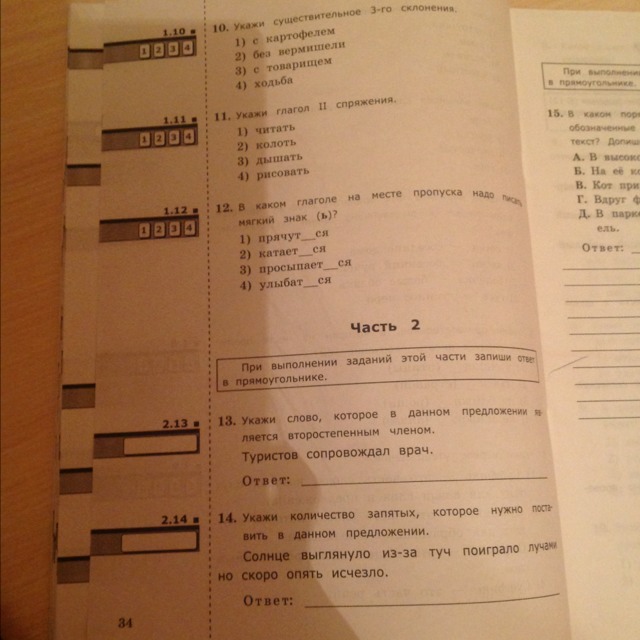 1.10
1 2 3 4
10. Укажи существительное 3-го склонения.
1) с картофелем
2) без вермишели
3) с товарищем
4) ходьба
1.11
1 2 3 4
11. Укажи глагол II спряжения.
1) читать
2) колоть
3) дышать
4) рисовать
1.12
1 2 3 4
12. В каком глаголе на месте пропуска надо писать
мягкий знак (ь)?
1) прячут__ся
2) катает__ся
3) просыпает__ся
4) улыбат__ся
Часть 2
При выполнении заданий этой части запиши ответ
в прямоугольнике.
2.13
13. Укажи слово, которое в данном предложении яв-
ляется второстепенным членом.
Туристов сопровождал врач.
Ответ:
2.14
14. Укажи количество запятых, которое нужно поста-
вить в данном предложении.
Солнце выглянуло из-за туч поиграло лучами
но скоро опять исчезло.
Ответ:
34
При выполнени
в прямоугольнике.
15. В каком пор
обозначенные
текст? Допиш
А. В высок
Б. На её к
В. Кот при
Г. Вдруг ф
Д. В парк
ель.
Ответ: